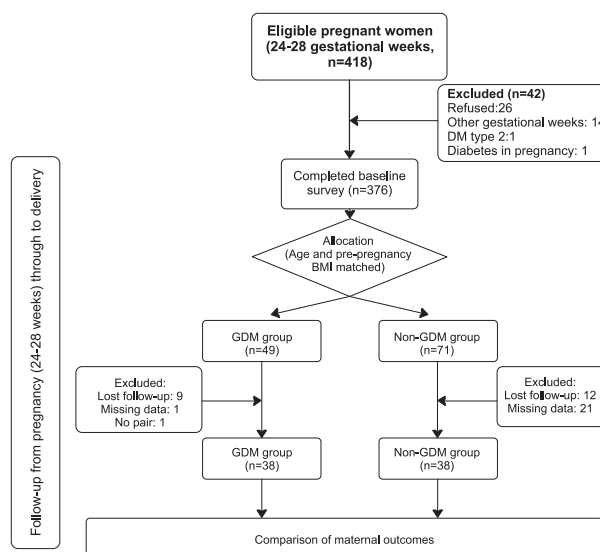 Eligible pregnant women
(24-28 gestational weeks,
n=418)
Excluded (n=42)
Refused:26
Other gestational weeks: 14
DM type 2:1
Diabetes in pregnancy: 1
Completed baseline
survey (n=376)
Allocation
(Age and pre-pregnancy
BMI matched)
GDM group
(n=49)
Non-GDM group
(n=71)
Excluded:
Lost follow-up: 9
Missing data: 1
No pair: 1
Excluded:
Lost follow-up: 12
Missing data: 21
GDM group
(n=38)
Non-GDM group
(n=38)
Comparison of maternal outcomes
Follow-up from pregnancy (24-28 weeks) through to delivery